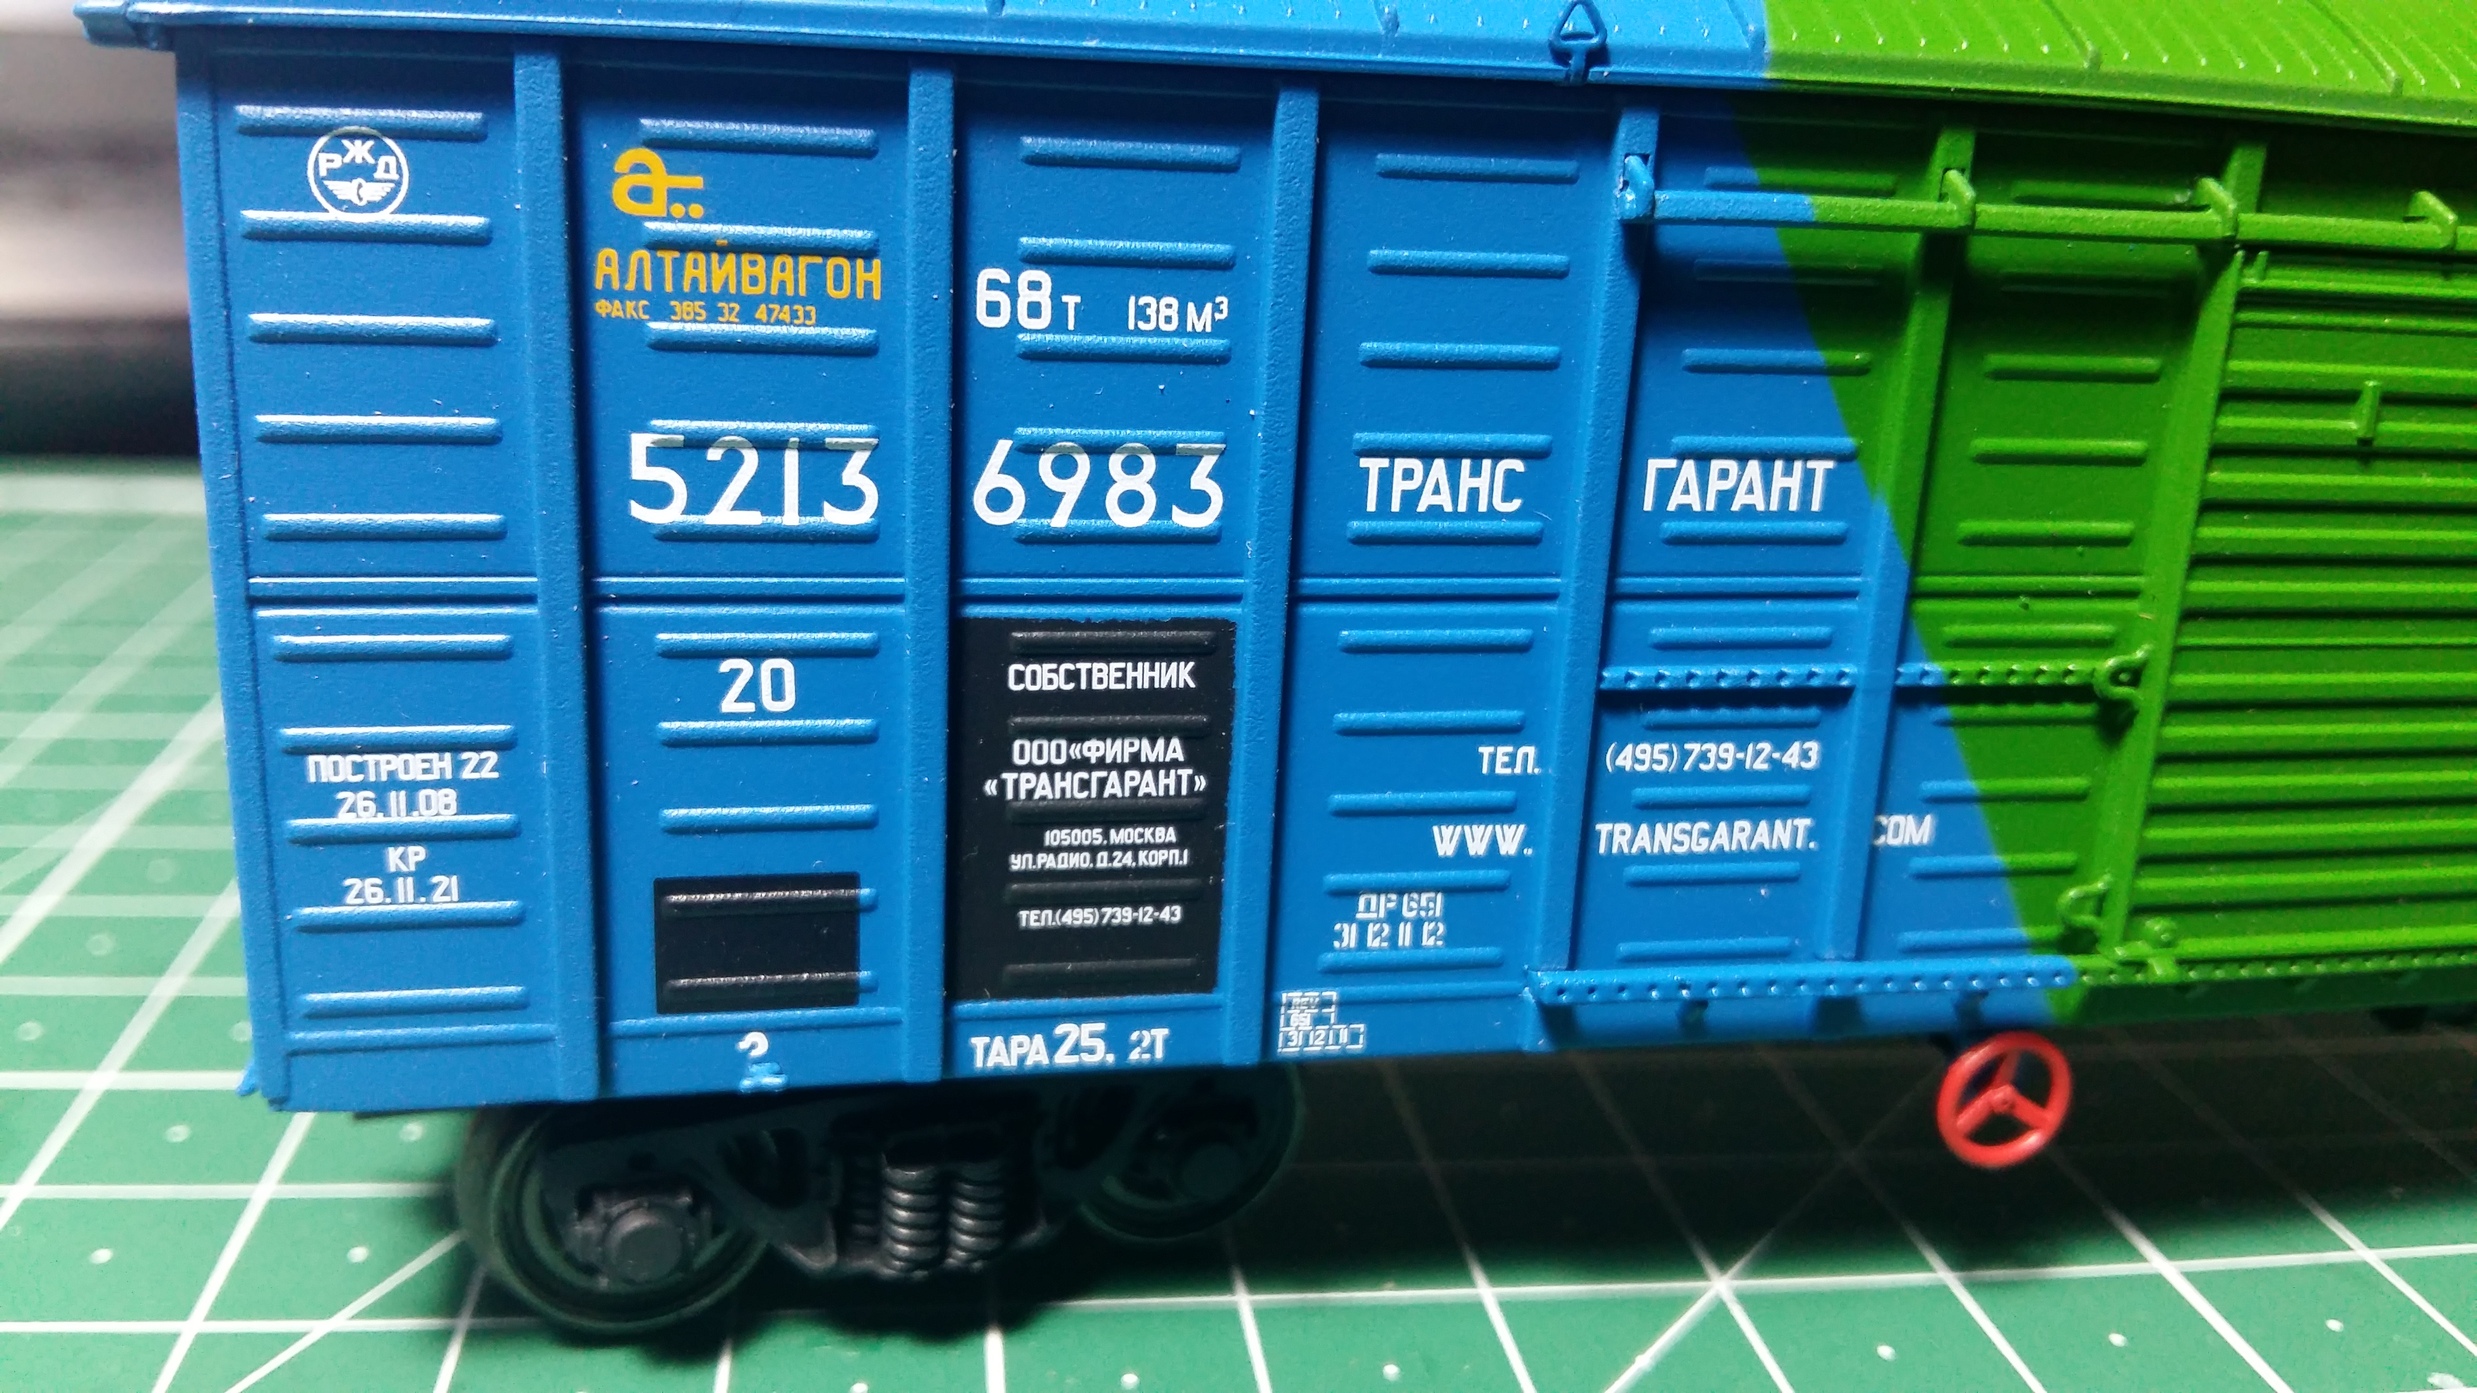 РЖД
а..
АЛТАЙВАГОН
ФАКС 385 32 47433
68т 138 м³
5213 6983
ТРАНС ГАРАНТ
20
СОБСТВЕННИК
ООО «ФИРМА
«ТРАНСГАРАНТ»
105005, МОСКВА
УЛ.РАДИО, Д.24, КОРП.1
ТЕЛ.(495) 739-12-43
ПОСТРОЕН 22
26.11.08
КР
26.11.21
ТЕЛ. (495) 739-12-43
WWW. TRANSGARANT. COM
ДР 651
31 12 11 12
ТАРА 25, 2Т